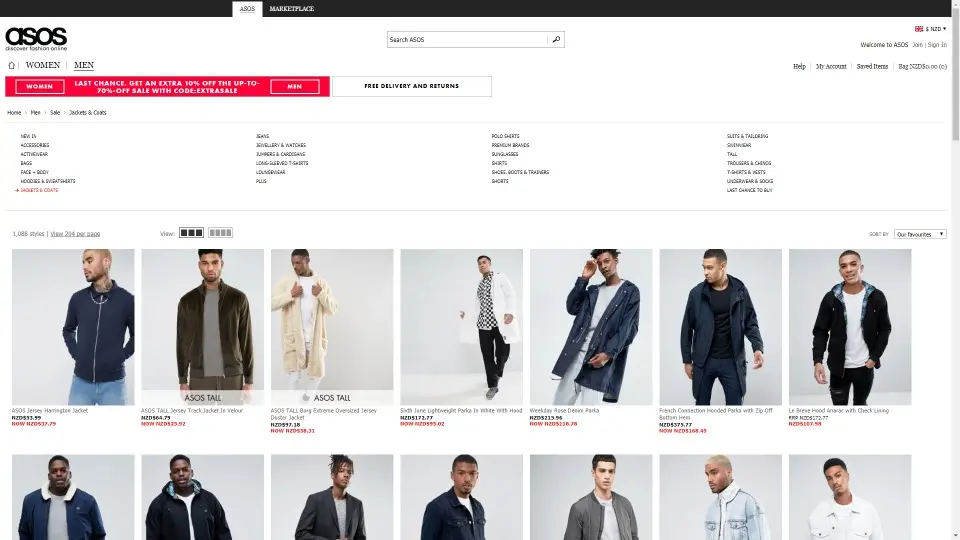 ASOS
MARKETPLACE
asos
discover fashion online
Search ASOS
$ NZD
Welcome to ASOS Join | Sign In
WOMEN
MEN
Help
My Account
Saved Items
Bag NZD$0.00 (0)
WOMEN
LAST CHANCE. GET AN EXTRA 10% OFF THE UP-TO-
70%-OFF SALE WITH CODE:EXTRASALE
MEN
FREE DELIVERY AND RETURNS
Home › Men › Sale › Jackets & Coats
NEW IN
ACCESSORIES
ACTIVEWEAR
BAGS
FACE + BODY
HOODIES & SWEATSHIRTS
JACKETS & COATS
JEANS
JEWELLERY & WATCHES
JUMPERS & CARDIGANS
LONG-SLEEVED T-SHIRTS
LOUNGEWEAR
PLUS
POLO SHIRTS
PREMIUM BRANDS
SUNGLASSES
SHIRTS
SHOES, BOOTS & TRAINERS
SHORTS
SUITS & TAILORING
SWIMWEAR
TALL
TROUSERS & CHINOS
T-SHIRTS & VESTS
UNDERWEAR & SOCKS
LAST CHANCE TO BUY
1,088 styles | View 204 per page
View:
SORT BY
Our favourites
ASOS TALL
ASOS TALL
ASOS Jersey Harrington Jacket
NZD$53.99
NOW NZD$37.79
ASOS TALL Jersey Track Jacket In Velour
NZD$64.79
NOW NZD$25.92
ASOS TALL Borg Extreme Oversized Jersey
Duster Jacket
NZD$97.18
NOW NZD$58.31
Sixth June Lightweight Parka In White With Hood
NZD$172.77
NOW NZD$95.02
Weekday Rose Denim Parka
NZD$215.96
NOW NZD$118.78
French Connection Hooded Parka with Zip Off
Bottom Hem
NZD$375.77
NOW NZD$168.45
Le Breve Hood Anarac with Check Lining
RRP NZD$172.77
NZD$107.98